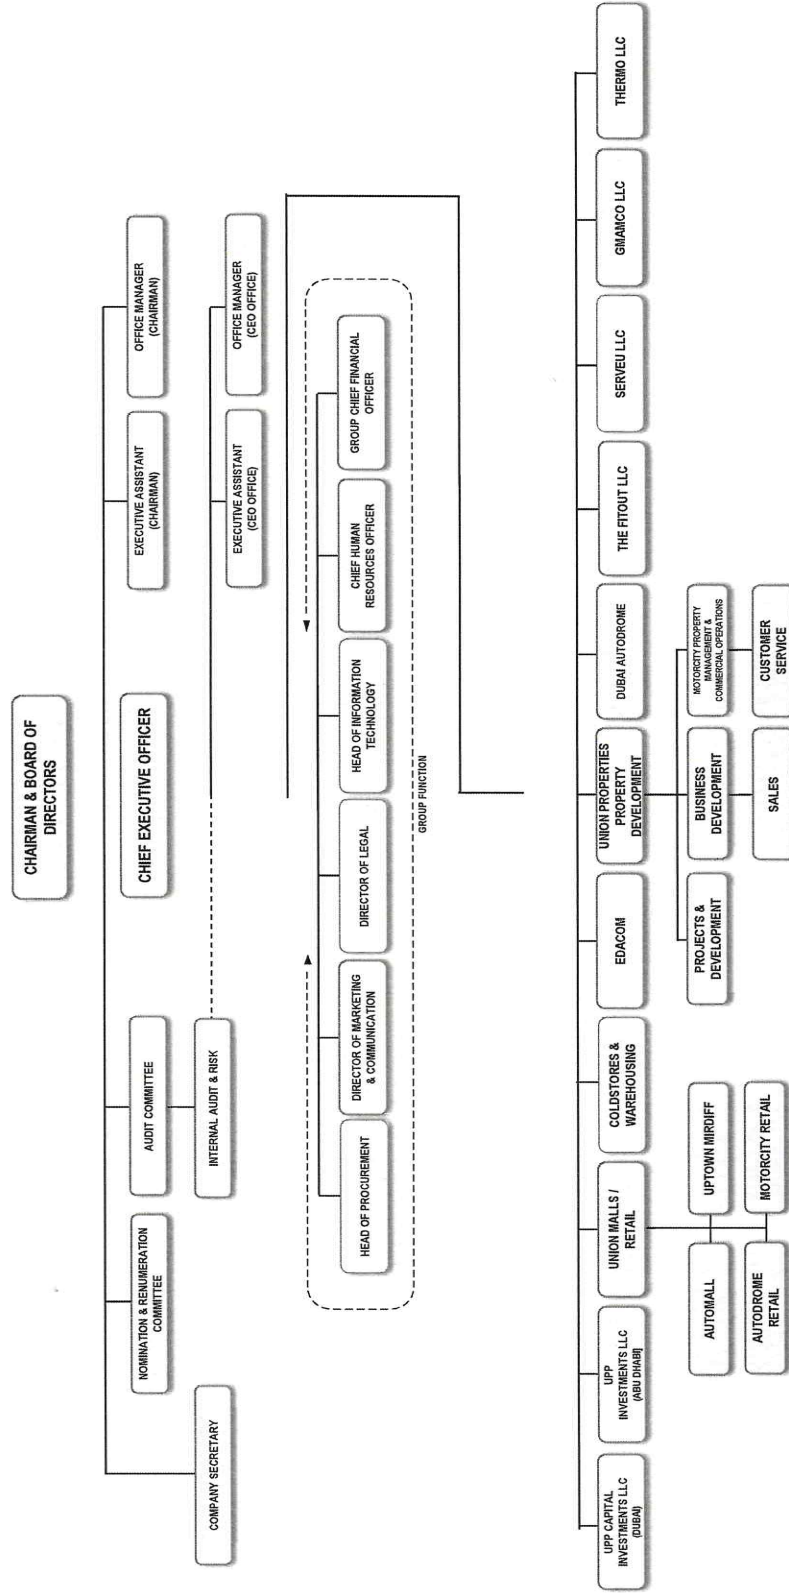 CHAIRMAN & BOARD OF
DIRECTORS
CHIEF EXECUTIVE OFFICER
COMPANY SECRETARY
NOMINATION & RENUMERATION
COMMITTEE
AUDIT COMMITTEE
INTERNAL AUDIT & RISK
EXECUTIVE ASSISTANT
(CHAIRMAN)
OFFICE MANAGER
(CHAIRMAN)
EXECUTIVE ASSISTANT
(CEO OFFICE)
OFFICE MANAGER
(CEO OFFICE)
HEAD OF PROCUREMENT
DIRECTOR OF MARKETING
& COMMUNICATION
DIRECTOR OF LEGAL
HEAD OF INFORMATION
TECHNOLOGY
CHIEF HUMAN
RESOURCES OFFICER
GROUP CHIEF FINANCIAL
OFFICER
GROUP FUNCTION
UPP CAPITAL
INVESTMENTS LLC
(DUBAI)
UPP
INVESTMENTS LLC
(ABU DHABI)
UNION MALLS /
RETAIL
COLDSTORES &
WAREHOUSING
EDACOM
UNION PROPERTIES
PROPERTY
DEVELOPMENT
DUBAI AUTODROME
THE FITOUT LLC
SERVEU LLC
GMAMCO LLC
THERMO LLC
AUTOMALL
UPTOWN MIRDIFF
AUTODROME
RETAIL
MOTORCITY RETAIL
PROJECTS &
DEVELOPMENT
BUSINESS
DEVELOPMENT
MOTORCITY PROPERTY
MANAGEMENT &
COMMERCIAL OPERATIONS
SALES
CUSTOMER
SERVICE